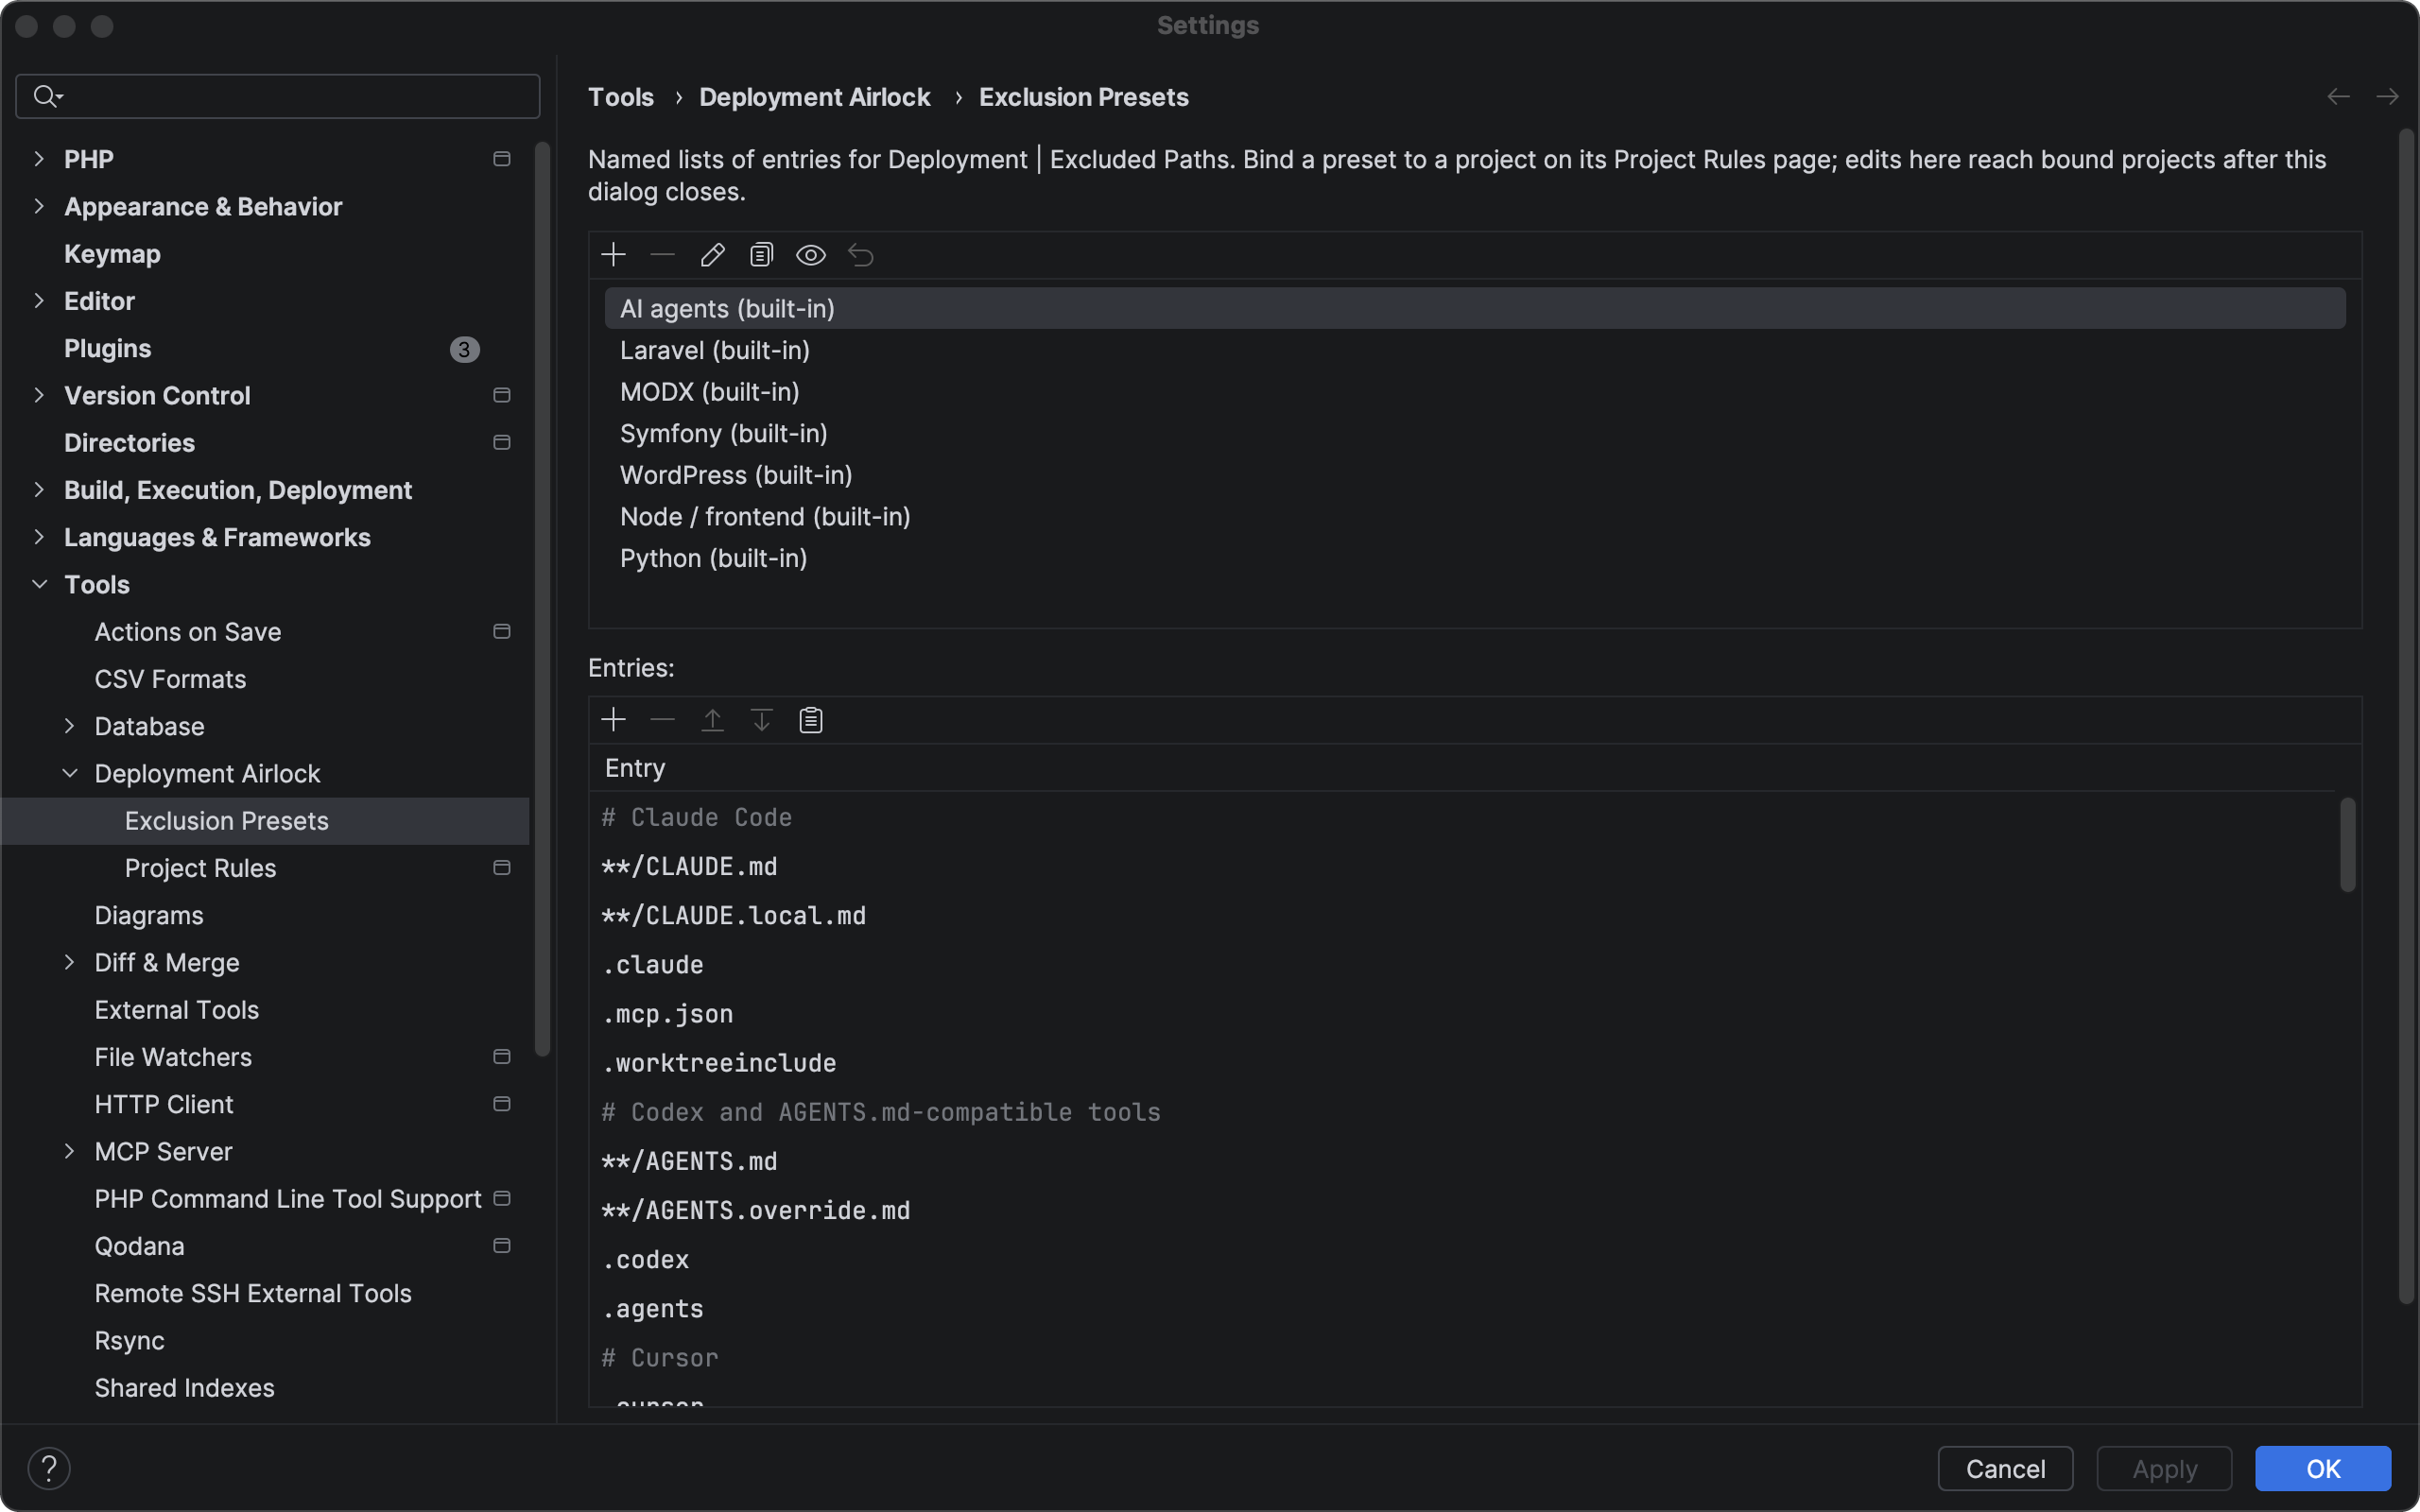 Settings
PHP
Appearance & Behavior
Keymap
Editor
Plugins 3
Version Control
Directories
Build, Execution, Deployment
Languages & Frameworks
Tools
Actions on Save
CSV Formats
Database
Deployment Airlock
Exclusion Presets
Project Rules
Diagrams
Diff & Merge
External Tools
File Watchers
HTTP Client
MCP Server
PHP Command Line Tool Support
Qodana
Remote SSH External Tools
Rsync
Shared Indexes
Tools › Deployment Airlock › Exclusion Presets
Named lists of entries for Deployment | Excluded Paths. Bind a preset to a project on its Project Rules page; edits here reach bound projects after this
dialog closes.
AI agents (built-in)
Laravel (built-in)
MODX (built-in)
Symfony (built-in)
WordPress (built-in)
Node / frontend (built-in)
Python (built-in)
Entries:
Entry
# Claude Code
**/CLAUDE.md
**/CLAUDE.local.md
.claude
.mcp.json
.worktreeinclude
# Codex and AGENTS.md-compatible tools
**/AGENTS.md
**/AGENTS.override.md
.codex
.agents
# Cursor
.cursor
?
Cancel
Apply
OK